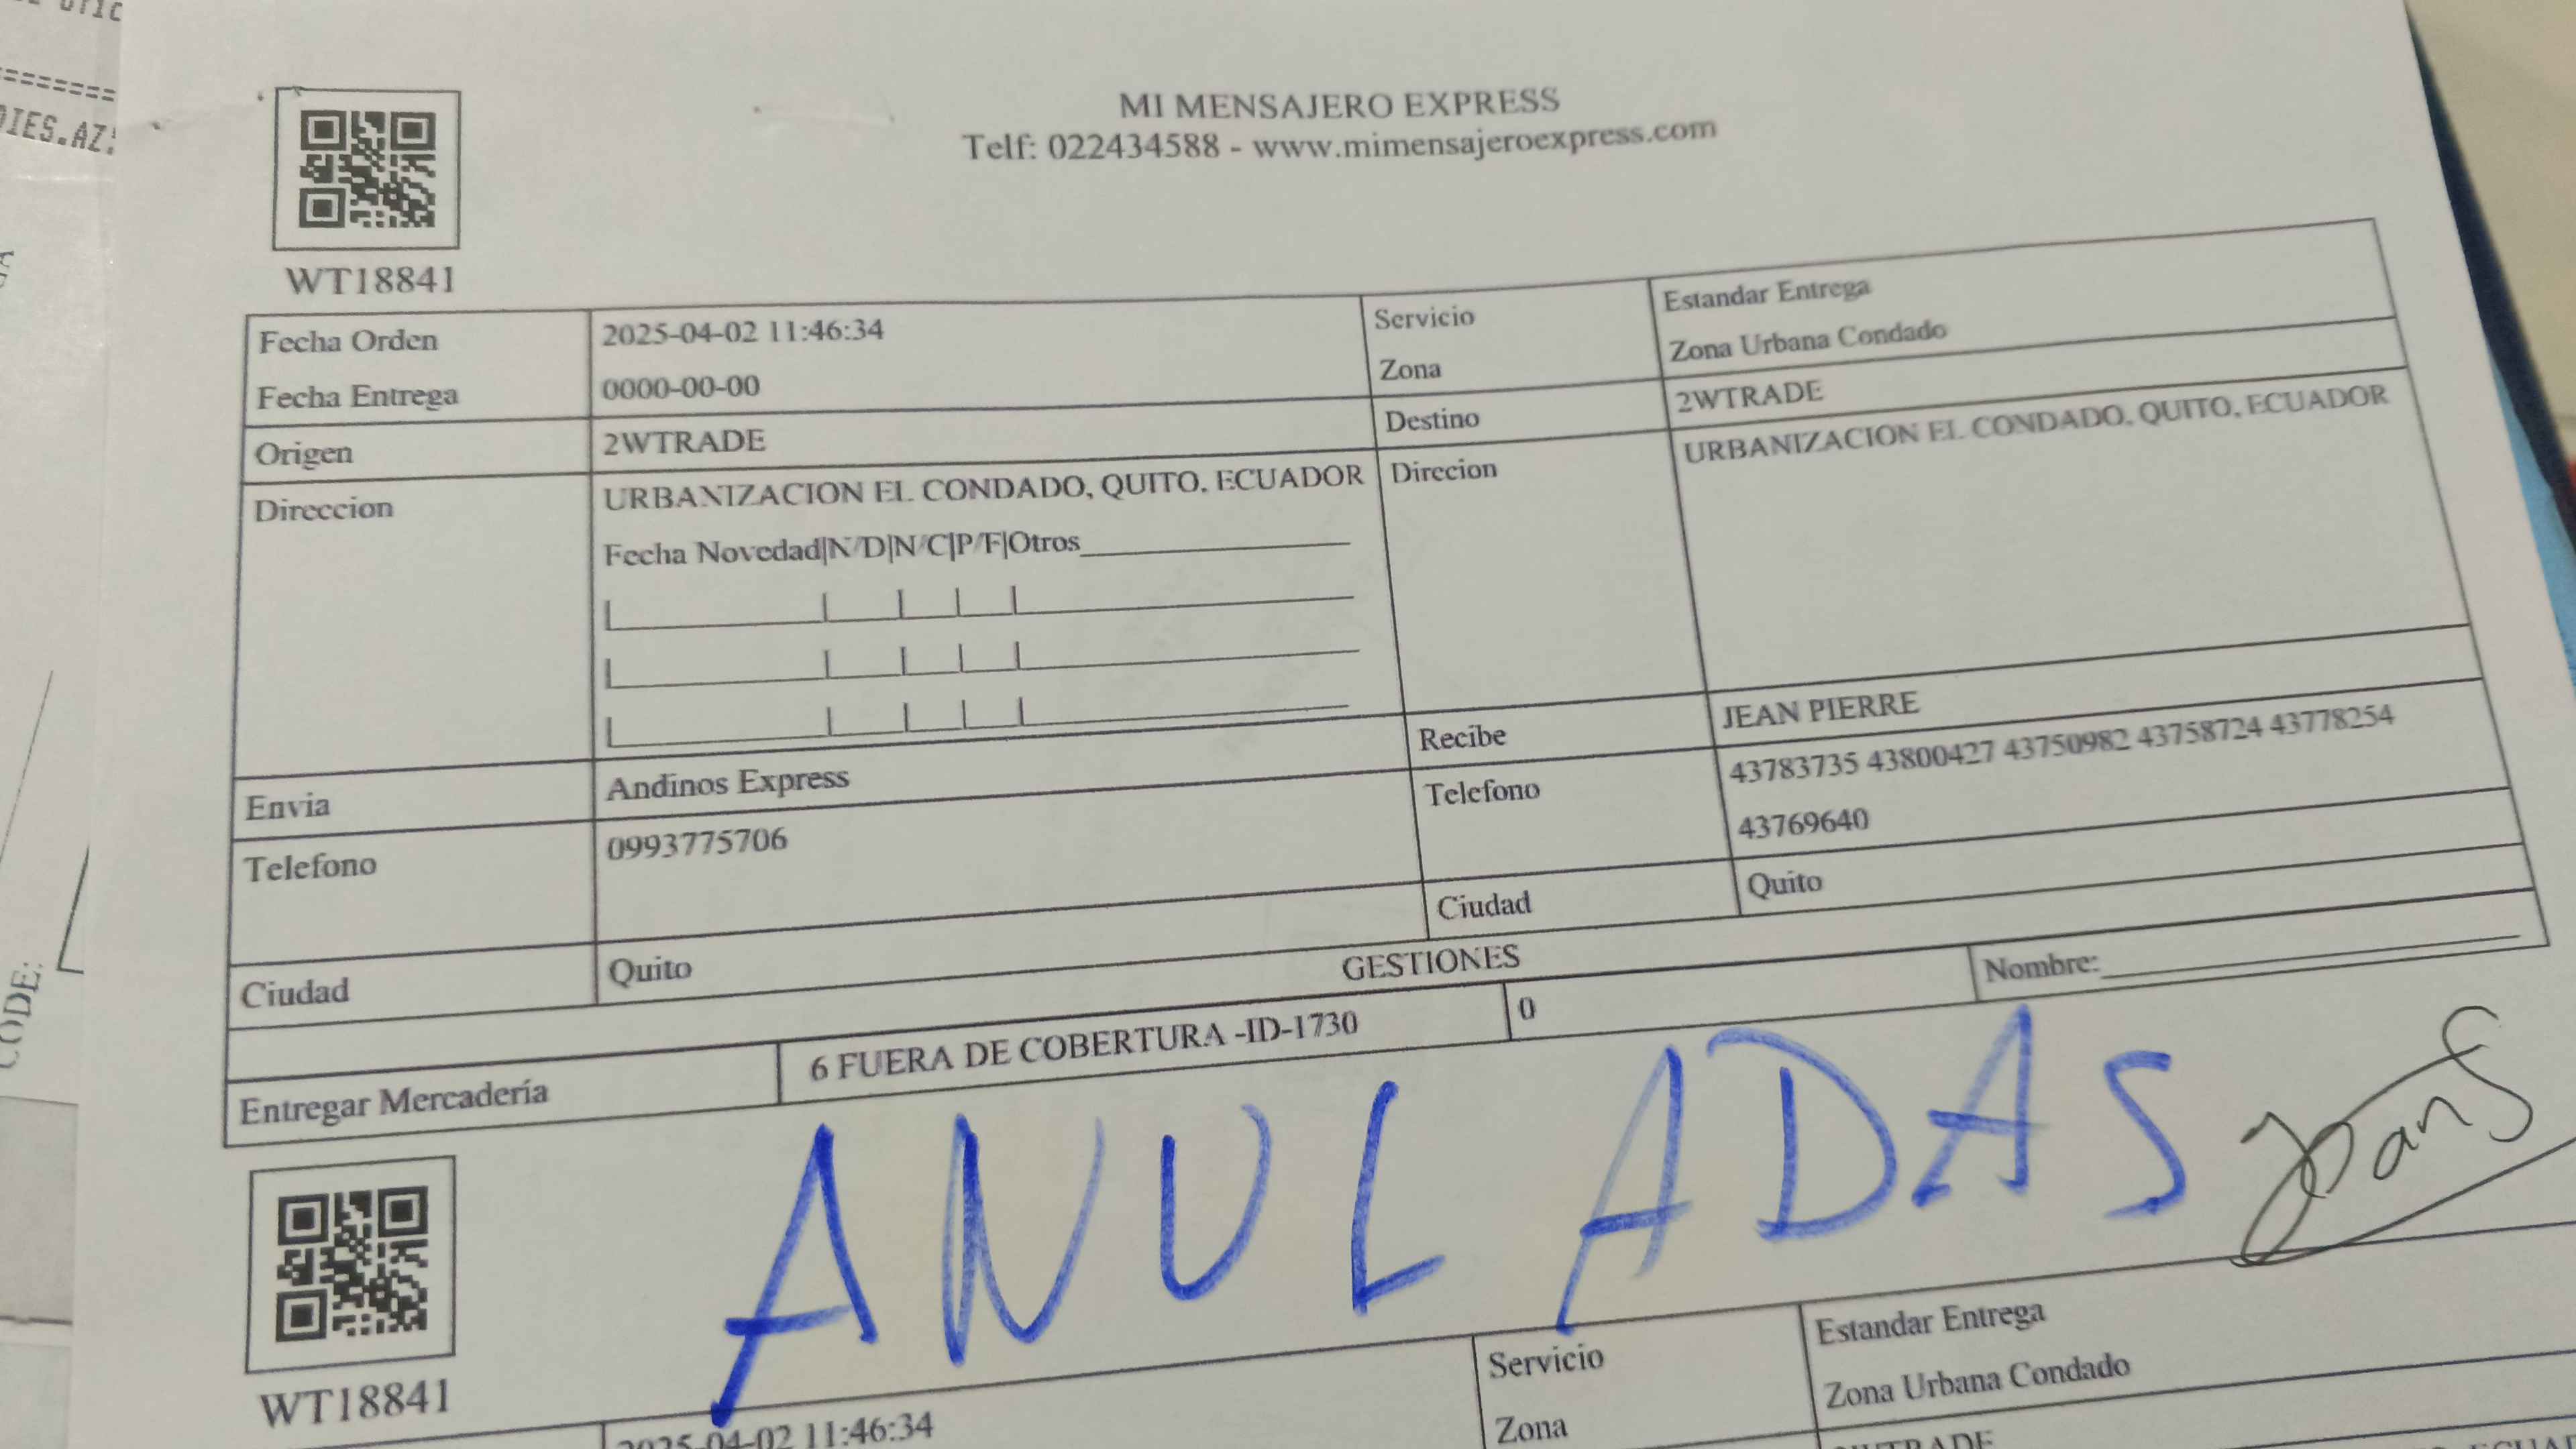 MI MENSAJERO EXPRESS
Telf: 022434588 - www.mimensajeroexpress.com
WT18841
Fecha Orden 2025-04-02 11:46:34 Servicio Estandar Entrega
Fecha Entrega 0000-00-00 Zona Zona Urbana Condado
Origen 2WTRADE Destino 2WTRADE
Direccion URBANIZACION EL CONDADO, QUITO, ECUADOR Direcion URBANIZACION EL CONDADO, QUITO, ECUADOR
Fecha Novedad|N/D|N/C|P/F|Otros
Envia Andinos Express Recibe JEAN PIERRE
Telefono 0993775706 Telefono 43783735 43800427 43750982 43758724 43778254
43769640
Ciudad Quito Ciudad Quito
GESTIONES
Entregar Mercadería 6 FUERA DE COBERTURA -ID-1730 0 Nombre:
ANULADAS
WT18841
2025-04-02 11:46:34 Servicio Estandar Entrega
Zona Zona Urbana Condado
CODE: